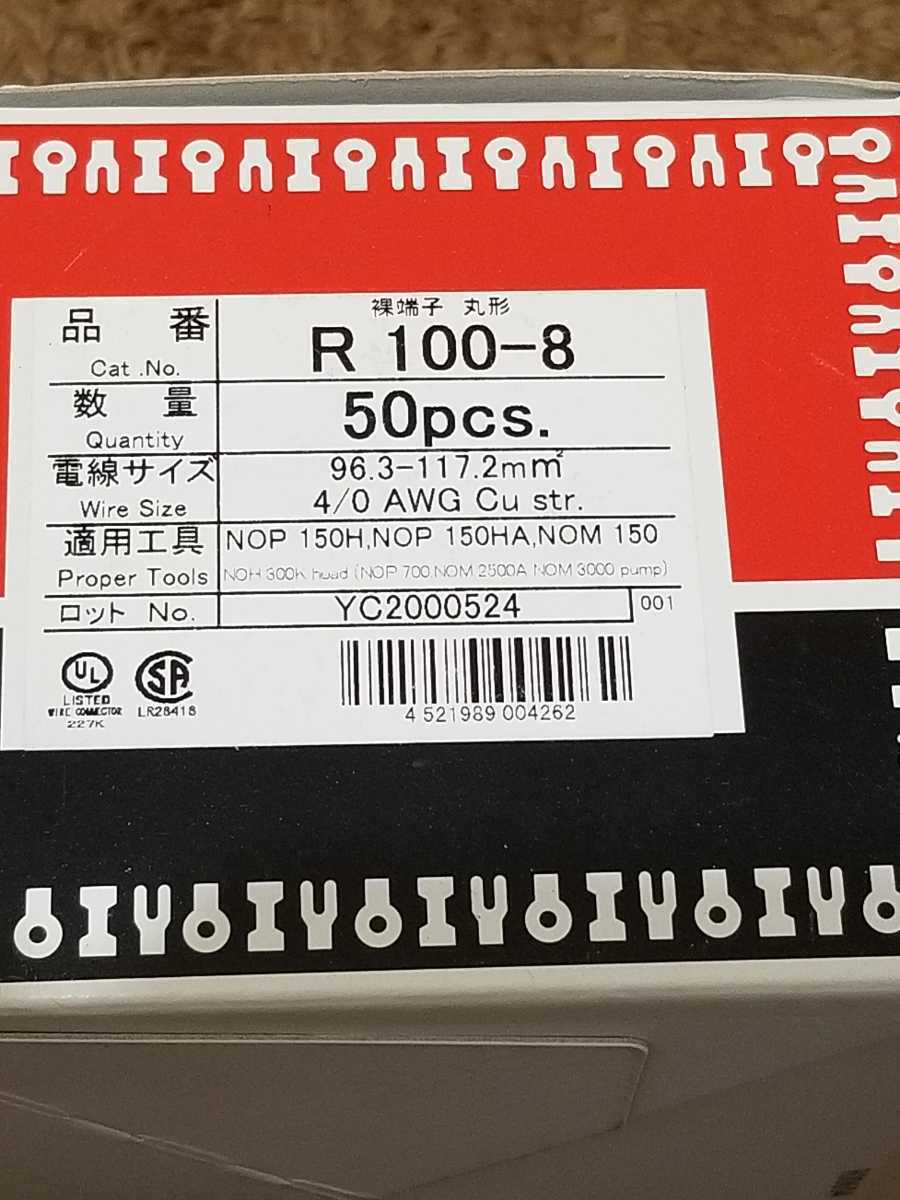 裸端子 丸形
品番 R 100-8
Cat .No.
数量 50pcs.
Quantity
電線サイズ 96.3-117.2mm²
Wire Size 4/0 AWG Cu str.
適用工具 NOP 150H,NOP 150HA,NOM 150
Proper Tools NOH 300K head (NOP 700,NOM 2500A NOM 3000 pump)
ロット No. YC2000524 001
UL
LISTED
WIRE CONNECTOR
227K
SA
LR28418
4 521989 004262